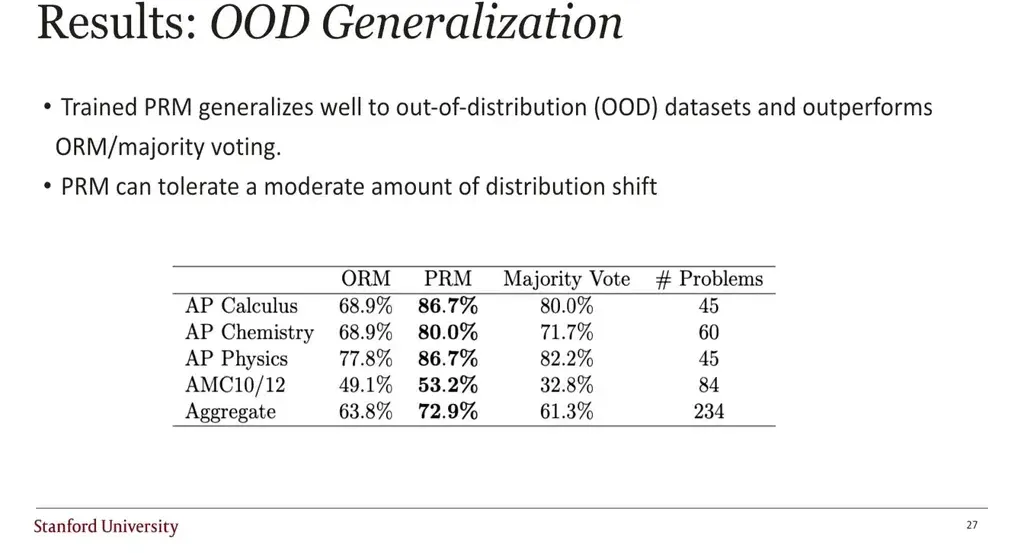 Results: OOD Generalization
• Trained PRM generalizes well to out-of-distribution (OOD) datasets and outperforms
ORM/majority voting.
• PRM can tolerate a moderate amount of distribution shift
ORM PRM Majority Vote # Problems
AP Calculus 68.9% 86.7% 80.0% 45
AP Chemistry 68.9% 80.0% 71.7% 60
AP Physics 77.8% 86.7% 82.2% 45
AMC10/12 49.1% 53.2% 32.8% 84
Aggregate 63.8% 72.9% 61.3% 234
Stanford University 27